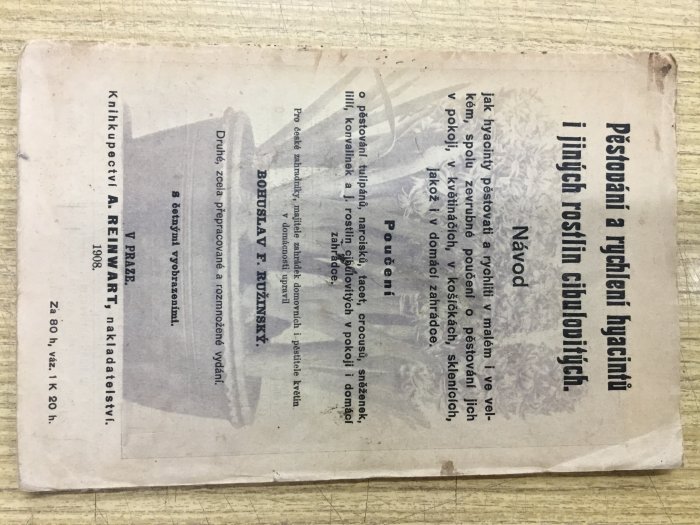 Pěstování a rychlení hyacintů
i jiných rostlin cibulovitých.
Návod
jak hyacinty pěstovati a rychliti v malém i ve vel-
kém, spolu zevrubné poučení o pěstování jich
v pokoji, v květináčích, v košíčkách, sklenicích,
jakož i v domácí zahrádce.
Poučení
o pěstování tulipánů, narcisků, tacet, crocusů, sněženek,
lilií, konvalinek a j. rostlin cibulovitých v pokoji i domácí
zahrádce.
Pro české zahradníky, majitele zahrádek domovních i pěstitele květin
v domácnosti upravil
BOHUSLAV F. RUŽINSKÝ.
Druhé, zcela přepracované a rozmnožené vydání.
S četnými vyobrazeními.
V PRAZE.
1908.
Knihkupectví A. REINWART, nakladatelství.
Za 80 h, váz. 1 K 20 h.